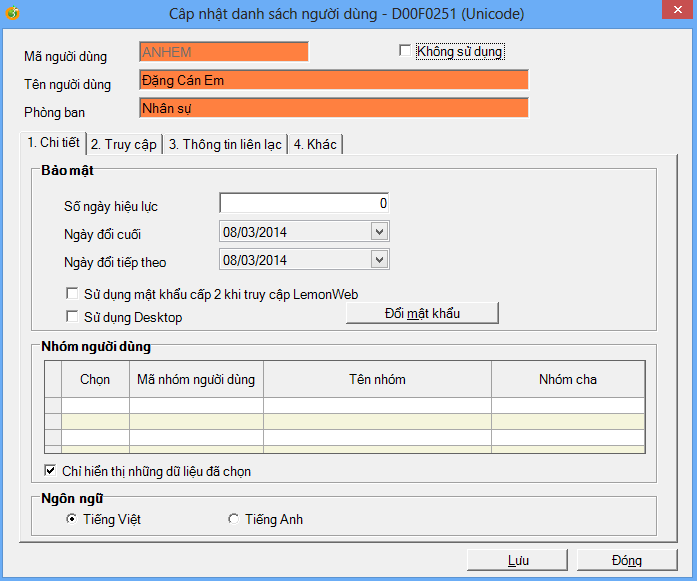 Cập nhật danh sách người dùng - D00F0251 (Unicode)
Mã người dùng ANHEM Không sử dụng
Tên người dùng Đặng Cán Em
Phòng ban Nhân sự
1. Chi tiết 2. Truy cập 3. Thông tin liên lạc 4. Khác
Bảo mật
Số ngày hiệu lực 0
Ngày đổi cuối 08/03/2014
Ngày đổi tiếp theo 08/03/2014
Sử dụng mật khẩu cấp 2 khi truy cập LemonWeb
Sử dụng Desktop Đổi mật khẩu
Nhóm người dùng
Chọn Mã nhóm người dùng Tên nhóm Nhóm cha
Chỉ hiển thị những dữ liệu đã chọn
Ngôn ngữ
Tiếng Việt Tiếng Anh
Lưu Đóng